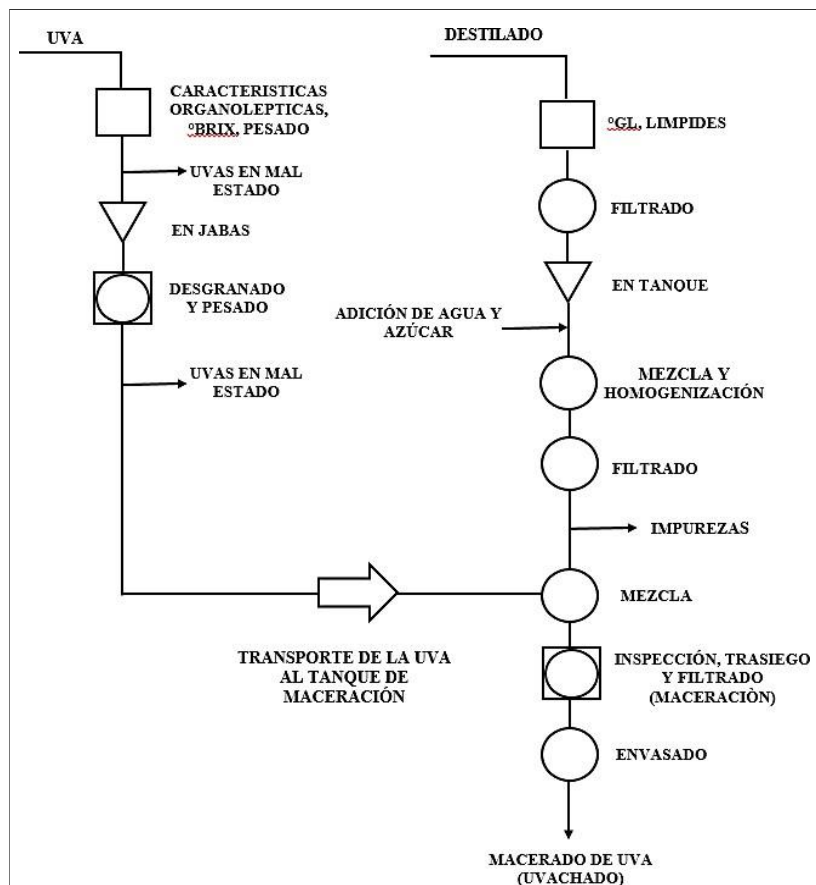 UVA
CARACTERISTICAS
ORGANOLEPTICAS,
°BRIX, PESADO
UVAS EN MAL
ESTADO
EN JABAS
DESGRANADO
Y PESADO
UVAS EN MAL
ESTADO
TRANSPORTE DE LA UVA
AL TANQUE DE
MACERACIÓN
DESTILADO
°GL, LIMPIDES
FILTRADO
EN TANQUE
ADICIÓN DE AGUA Y
AZÚCAR
MEZCLA Y
HOMOGENIZACIÓN
FILTRADO
IMPUREZAS
MEZCLA
INSPECCIÓN, TRASIEGO
Y FILTRADO
(MACERACIÒN)
ENVASADO
MACERADO DE UVA
(UVACHADO)